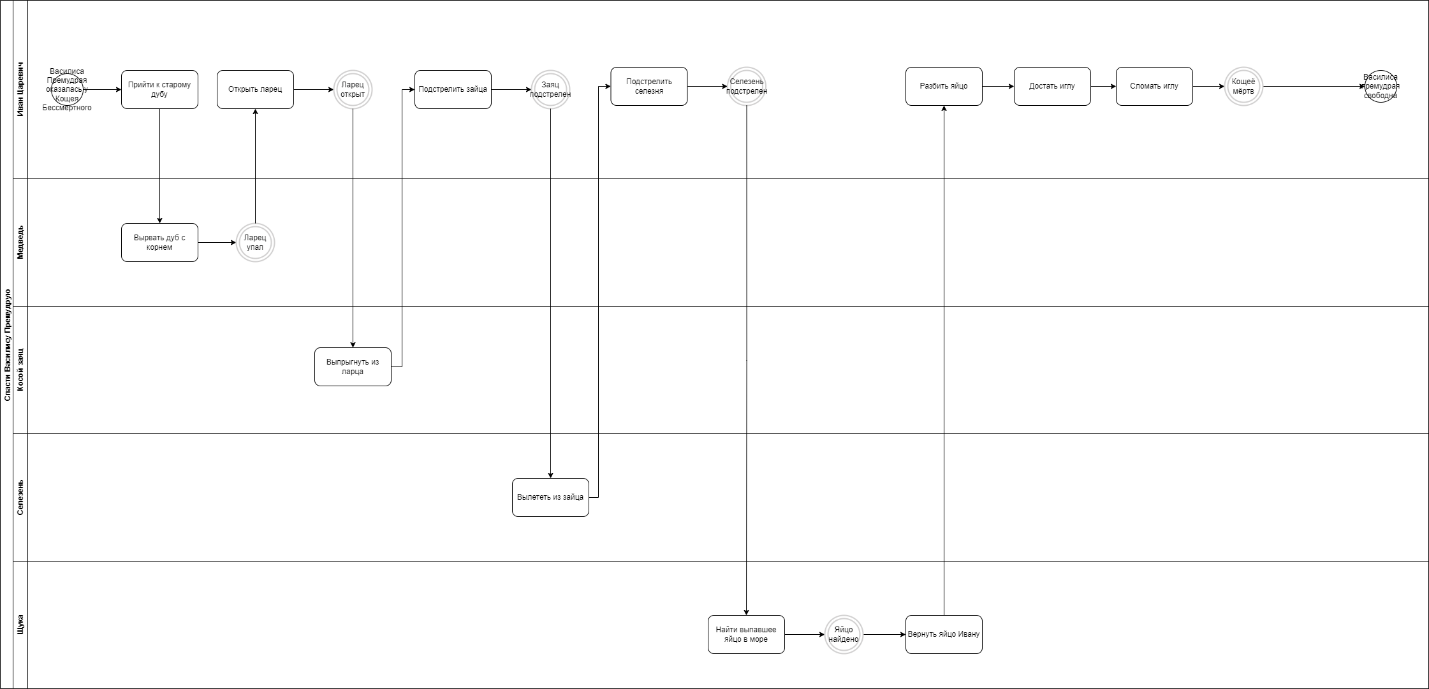 Спасти Василису Премудрую
Иван Царевич
Василиса
Премудрая
оказалась у
Кощея
Бессмертного
Прийти к старому
дубу
Открыть ларец
Ларец
открыт
Подстрелить зайца
Заяц
подстрелен
Подстрелить
селезня
Селезень
подстрелен
Разбить яйцо
Достать иглу
Сломать иглу
Кощеё
мёртв
Василиса
Премудрая
свободна
Медведь
Вырвать дуб с
корнем
Ларец
упал
Косой заяц
Выпрыгнуть из
ларца
Селезень
Вылететь из зайца
Щука
Найти выпавшее
яйцо в море
Яйцо
найдено
Вернуть яйцо Ивану